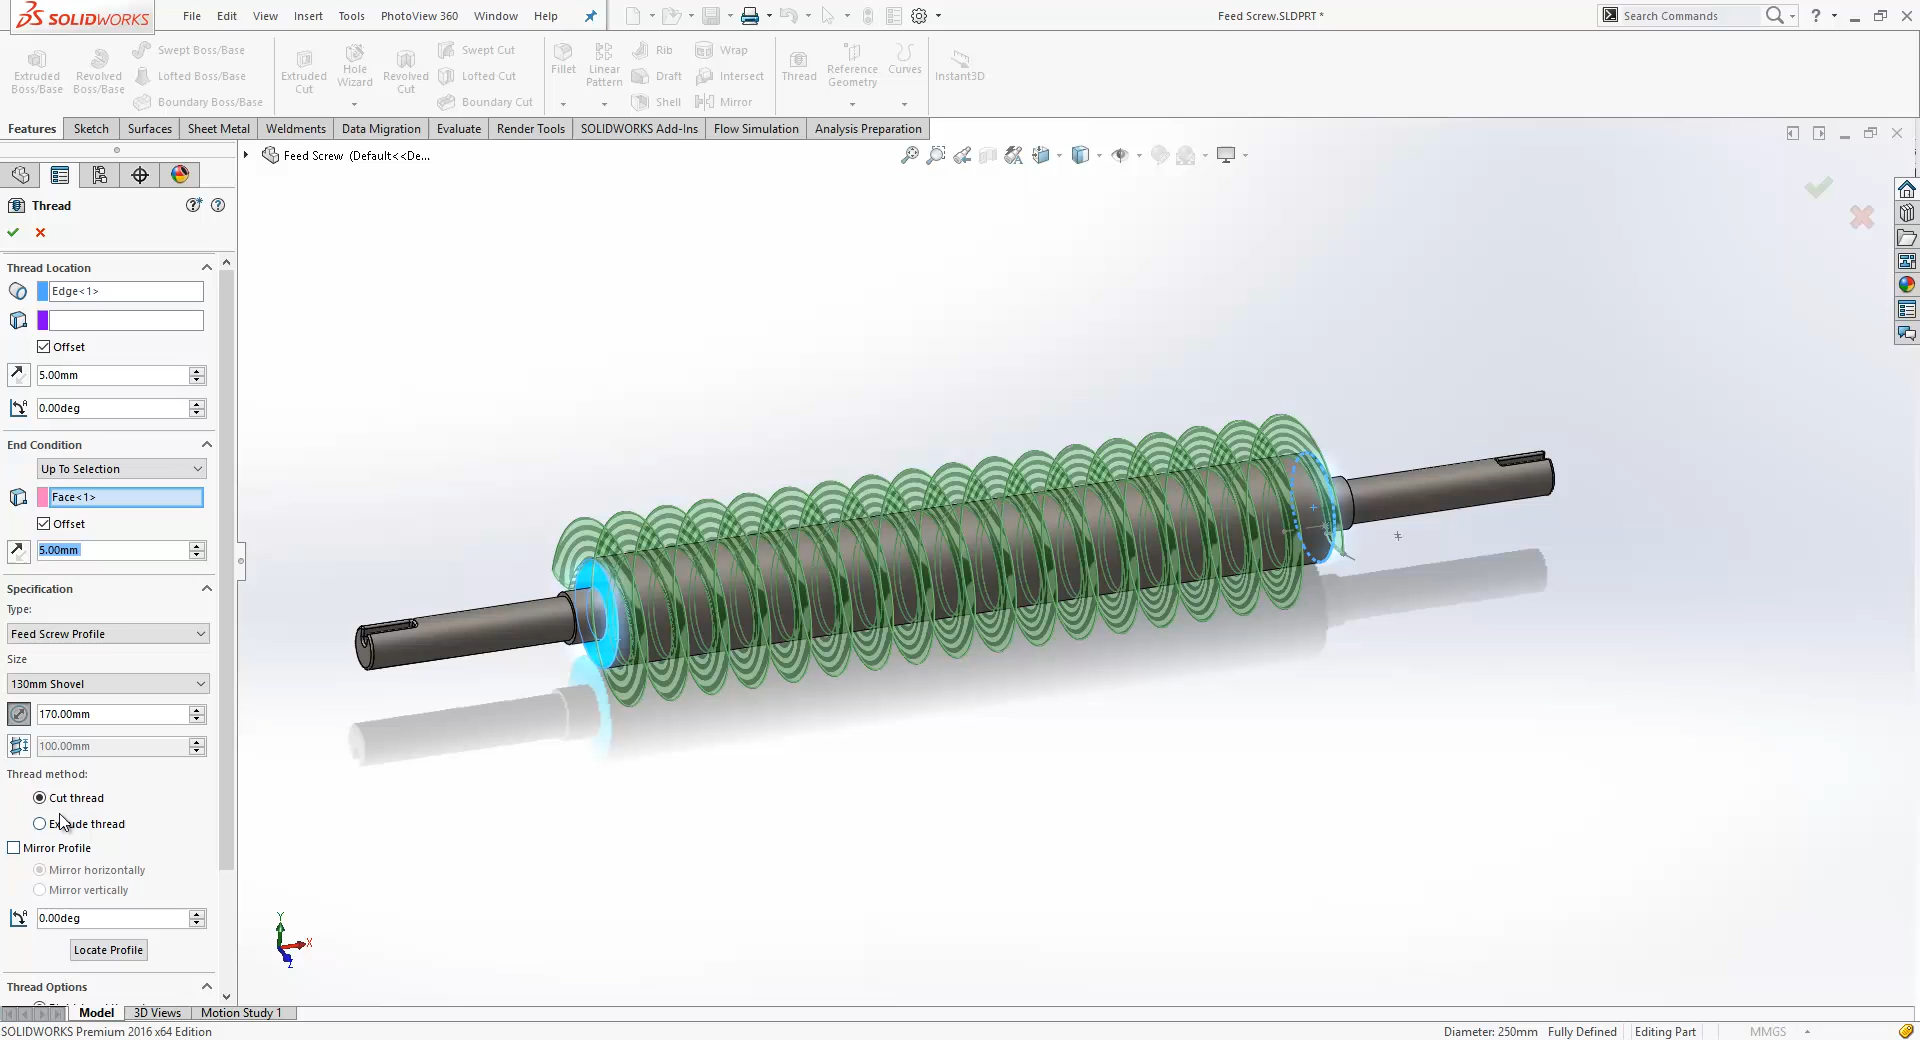 SOLIDWORKS
File Edit View Insert Tools PhotoView 360 Window Help
Feed Screw.SLDPRT *
Search Commands
Extruded Boss/Base
Revolved Boss/Base
Swept Boss/Base
Lofted Boss/Base
Boundary Boss/Base
Extruded Cut
Hole Wizard
Revolved Cut
Swept Cut
Lofted Cut
Boundary Cut
Fillet
Linear Pattern
Rib
Draft
Shell
Wrap
Intersect
Mirror
Thread
Reference Geometry
Curves
Instant3D
Features Sketch Surfaces Sheet Metal Weldments Data Migration Evaluate Render Tools SOLIDWORKS Add-Ins Flow Simulation Analysis Preparation
Feed Screw (Default<<De...
Thread
Thread Location
Edge<1>
Offset
5.00mm
0.00deg
End Condition
Up To Selection
Face<1>
Offset
5.00mm
Specification
Type:
Feed Screw Profile
Size
130mm Shovel
170.00mm
100.00mm
Thread method:
Cut thread
Extrude thread
Mirror Profile
Mirror horizontally
Mirror vertically
0.00deg
Locate Profile
Thread Options
Y
X
Z
Model 3D Views Motion Study 1
SOLIDWORKS Premium 2016 x64 Edition
Diameter: 250mm Fully Defined Editing Part MMGS